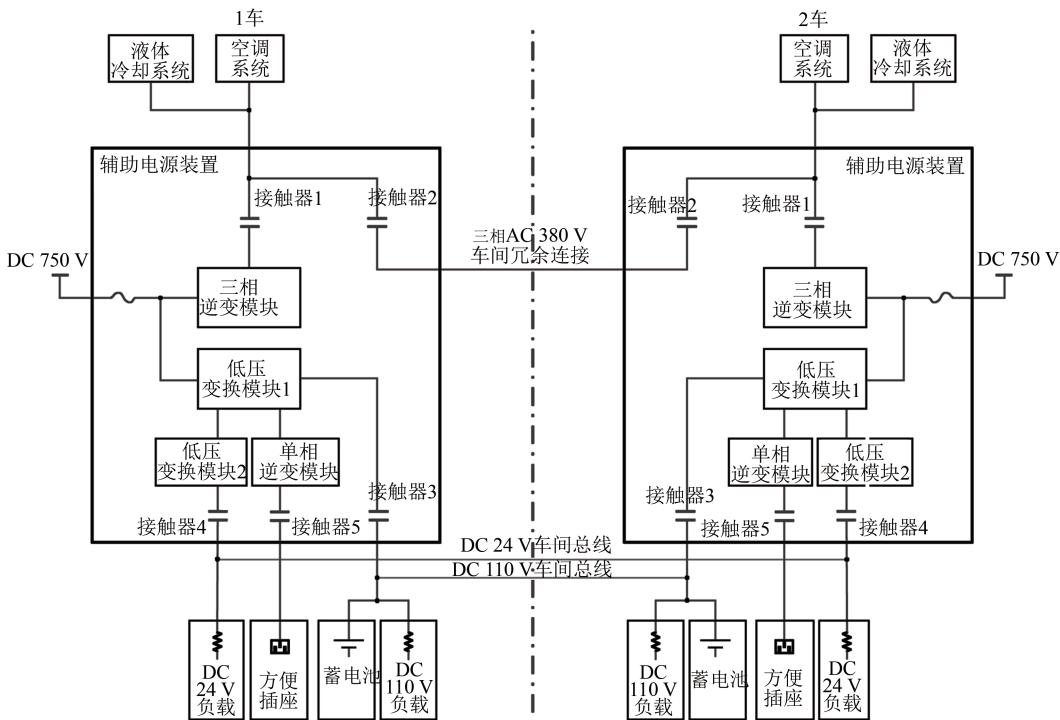 1车
2车
液体
冷却系统
空调
系统
空调
系统
液体
冷却系统
辅助电源装置
辅助电源装置
接触器1
接触器2
接触器2
接触器1
三相AC 380 V
车间冗余连接
DC 750 V
DC 750 V
三相
逆变模块
三相
逆变模块
低压
变换模块1
低压
变换模块1
低压
变换模块2
单相
逆变模块
单相
逆变模块
低压
变换模块2
接触器3
接触器3
接触器4
接触器5
接触器5
接触器4
DC 24 V车间总线
DC 110 V车间总线
DC
24 V
负载
方便
插座
蓄电池
DC
110 V
负载
DC
110 V
负载
蓄电池
方便
插座
DC
24 V
负载